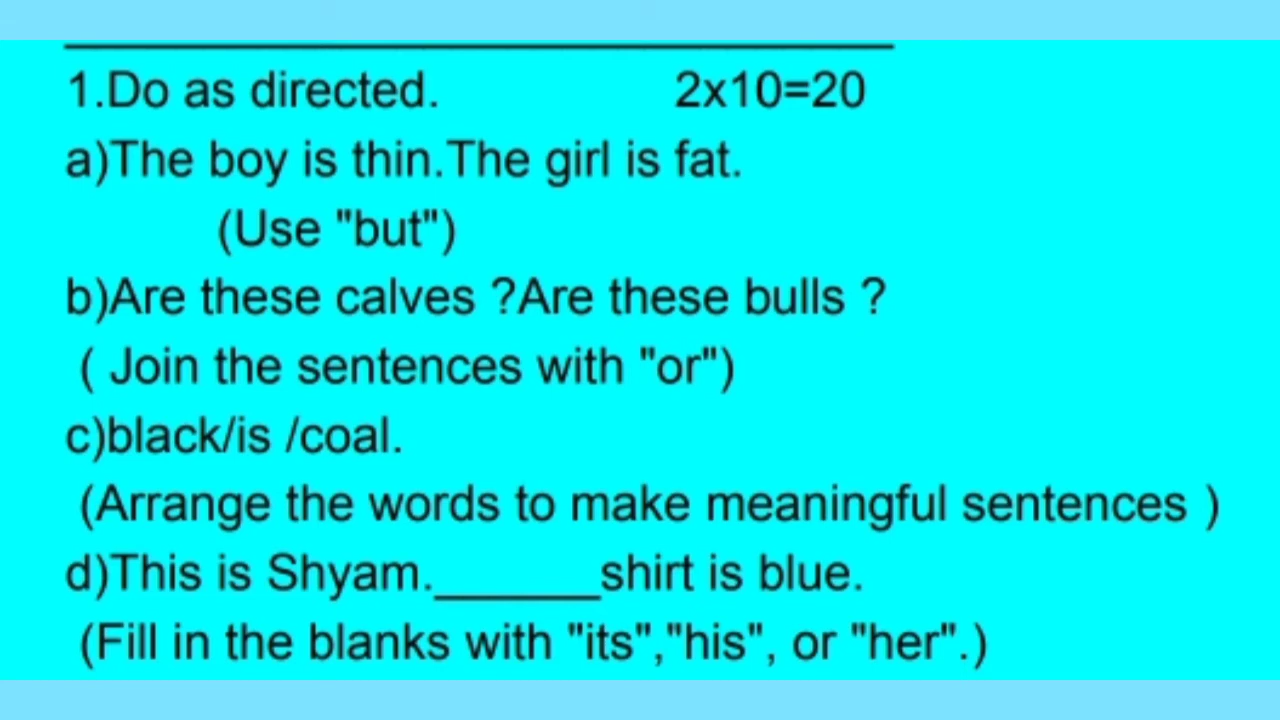 1.Do as directed. 2x10=20
a)The boy is thin.The girl is fat.
(Use "but")
b)Are these calves ?Are these bulls ?
( Join the sentences with "or")
c)black/is /coal.
(Arrange the words to make meaningful sentences )
d)This is Shyam.______shirt is blue.
(Fill in the blanks with "its","his", or "her".)